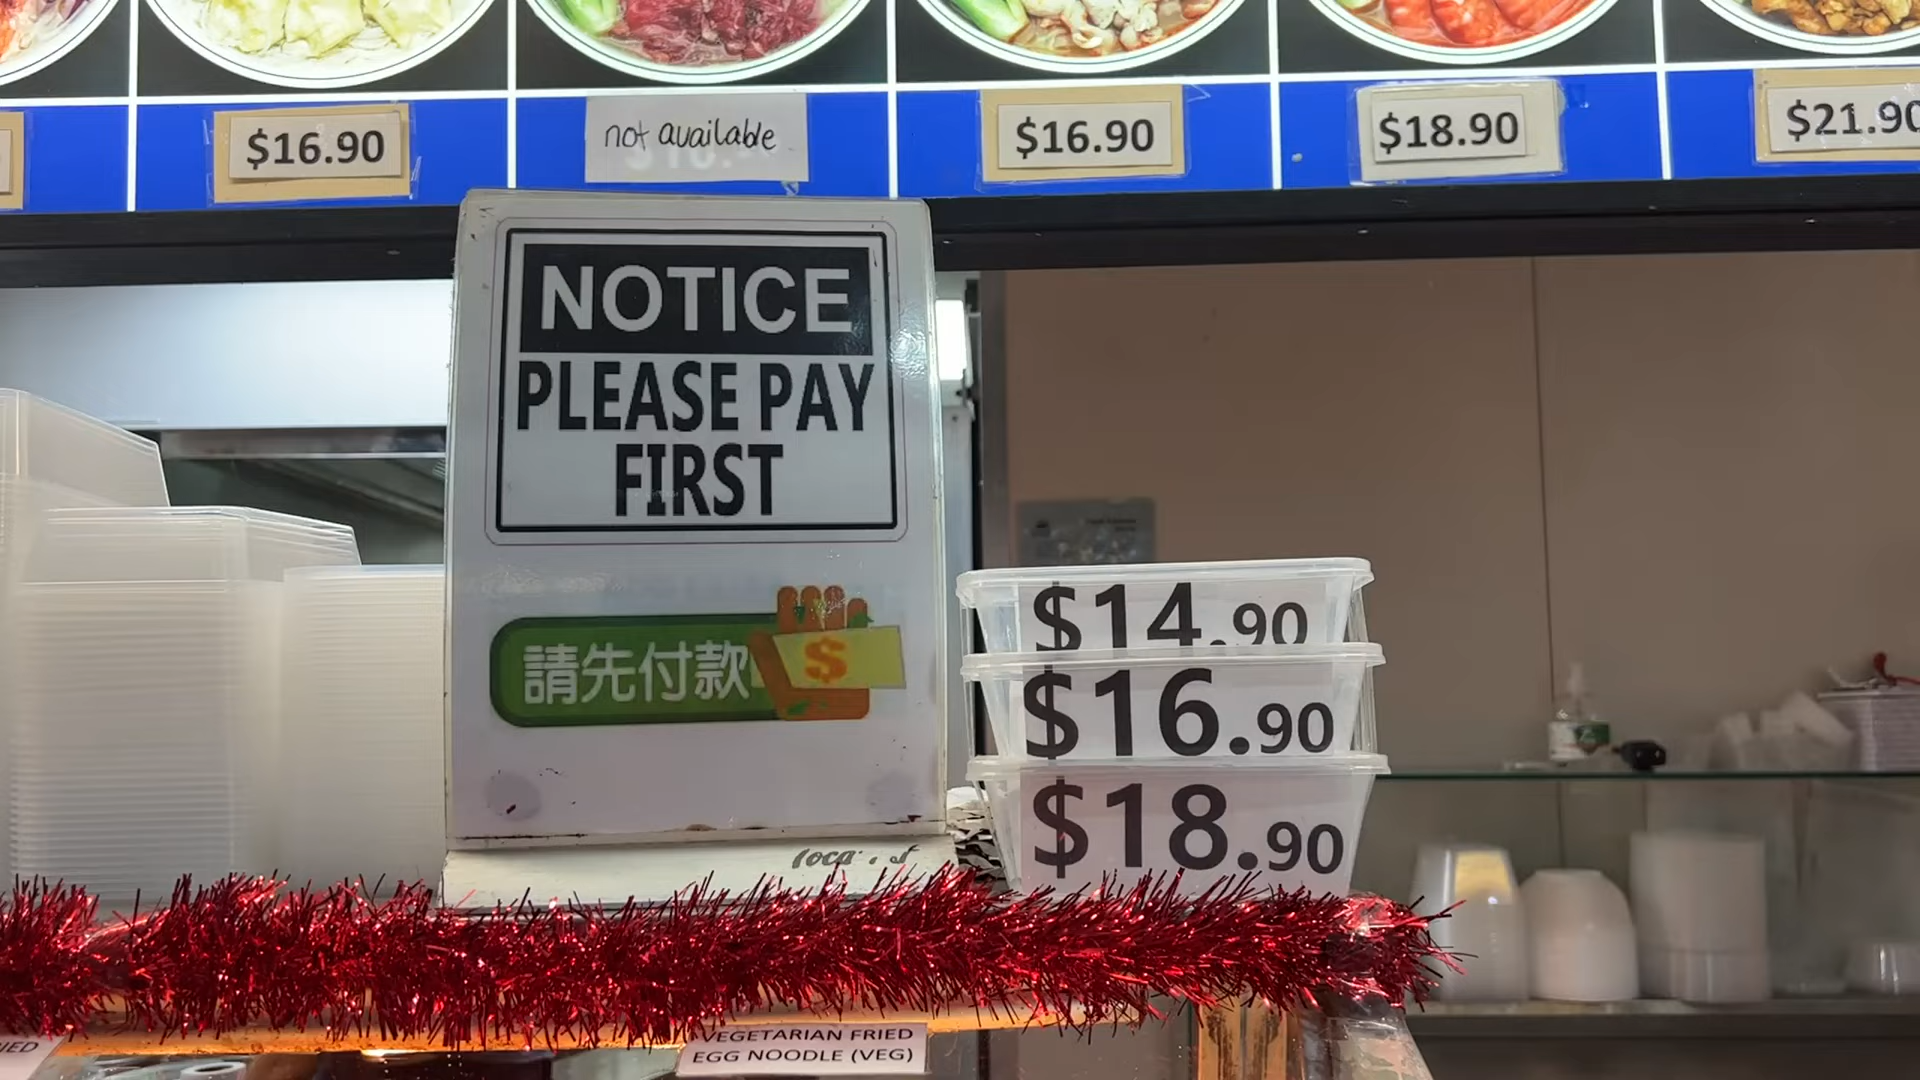 $16.90
not available
$16.90
$18.90
$21.90
NOTICE
PLEASE PAY
FIRST
請先付款
$
$14.90
$16.90
$18.90
VEGETARIAN FRIED
EGG NOODLE (VEG)